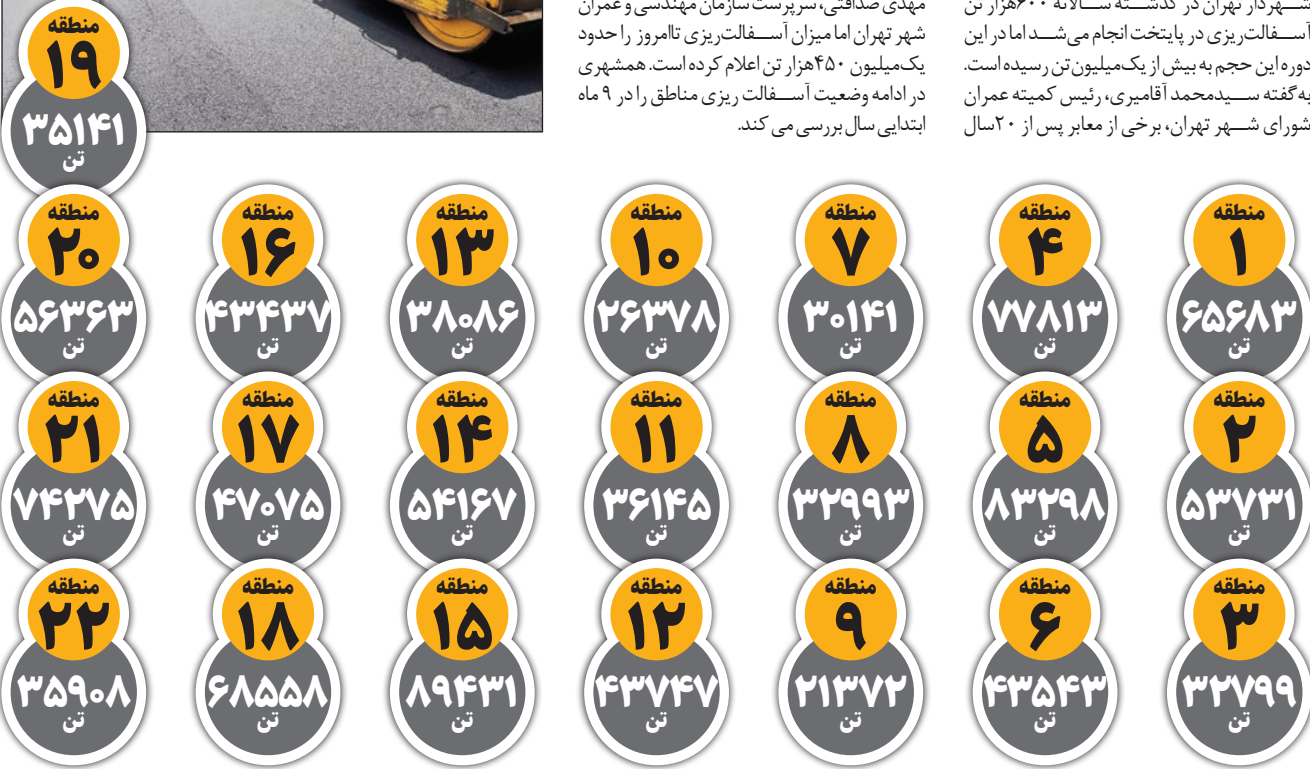 شهردار تهران در گذشته سالانه ۶۰۰هزار تن
آسفالت‌ریزی در پایتخت انجام می‌شد اما در این
دوره این حجم به بیش از یک‌میلیون‌تن رسیده است.
به‌گفته سیدمحمد آقامیری، رئیس کمیته عمران
شورای شهر تهران، برخی از معابر پس از ۲۰سال
مهدی صداقتی، سرپرست سازمان مهندسی و عمران
شهر تهران اما میزان آسفالت‌ریزی تاامروز را حدود
یک‌میلیون ۴۵۰هزار تن اعلام کرده است. همشهری
در ادامه وضعیت آسفالت ریزی مناطق را در ۹ ماه
ابتدایی سال بررسی می کند.
منطقه
۱
۶۵۶۸۳
تن
منطقه
۲
۵۳۷۳۱
تن
منطقه
۳
۳۲۷۹۹
تن
منطقه
۴
۷۷۸۱۳
تن
منطقه
۵
۸۳۲۹۸
تن
منطقه
۶
۴۳۵۴۳
تن
منطقه
۷
۳۰۱۴۱
تن
منطقه
۸
۳۲۹۹۳
تن
منطقه
۹
۲۱۳۷۲
تن
منطقه
۱۰
۲۶۳۷۸
تن
منطقه
۱۱
۳۶۱۴۵
تن
منطقه
۱۲
۴۳۷۴۷
تن
منطقه
۱۳
۳۸۰۸۶
تن
منطقه
۱۴
۵۴۱۶۷
تن
منطقه
۱۵
۸۹۴۳۱
تن
منطقه
۱۶
۴۳۴۳۷
تن
منطقه
۱۷
۴۷۰۷۵
تن
منطقه
۱۸
۶۸۵۵۸
تن
منطقه
۱۹
۳۵۱۴۱
تن
منطقه
۲۰
۵۶۳۶۳
تن
منطقه
۲۱
۷۴۲۷۵
تن
منطقه
۲۲
۳۵۹۰۸
تن